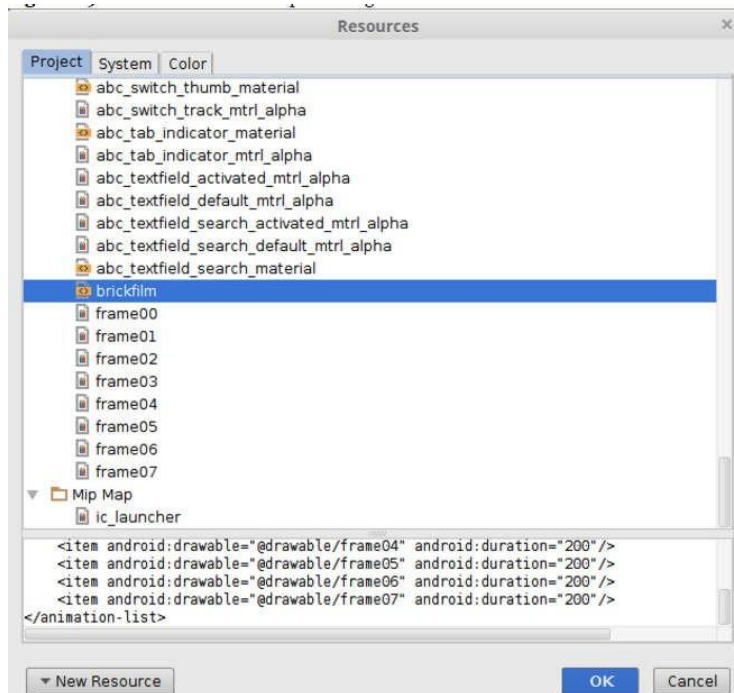 Resources
Project System Color
abc_switch_thumb_material
abc_switch_track_mtrl_alpha
abc_tab_indicator_material
abc_tab_indicator_mtrl_alpha
abc_textfield_activated_mtrl_alpha
abc_textfield_default_mtrl_alpha
abc_textfield_search_activated_mtrl_alpha
abc_textfield_search_default_mtrl_alpha
abc_textfield_search_material
brickfilm
frame00
frame01
frame02
frame03
frame04
frame05
frame06
frame07
Mip Map
ic_launcher
<item android:drawable="@drawable/frame04" android:duration="200"/>
<item android:drawable="@drawable/frame05" android:duration="200"/>
<item android:drawable="@drawable/frame06" android:duration="200"/>
<item android:drawable="@drawable/frame07" android:duration="200"/>
</animation-list>
New Resource OK Cancel